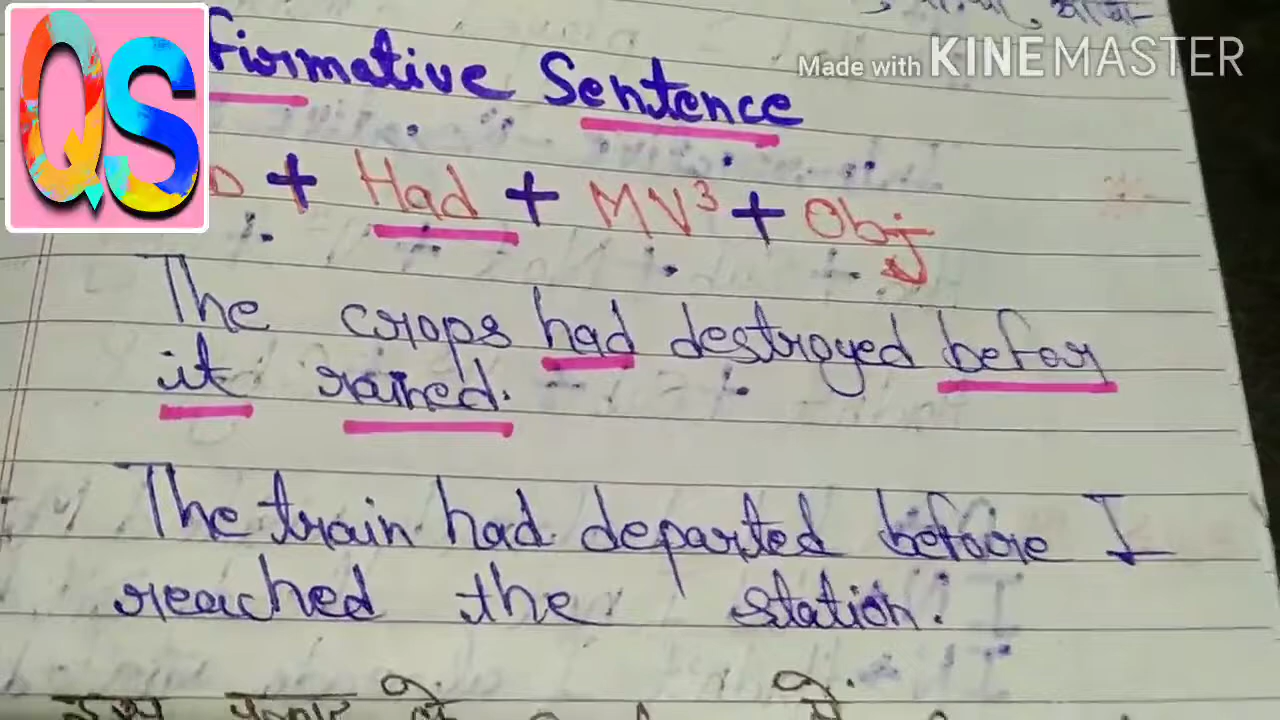 QS
Made with KINEMASTER
firmative Sentence
+ Had + MV³ + Obj
The crops had destroyed befor
it rained.
The train had departed before I
reached the station.